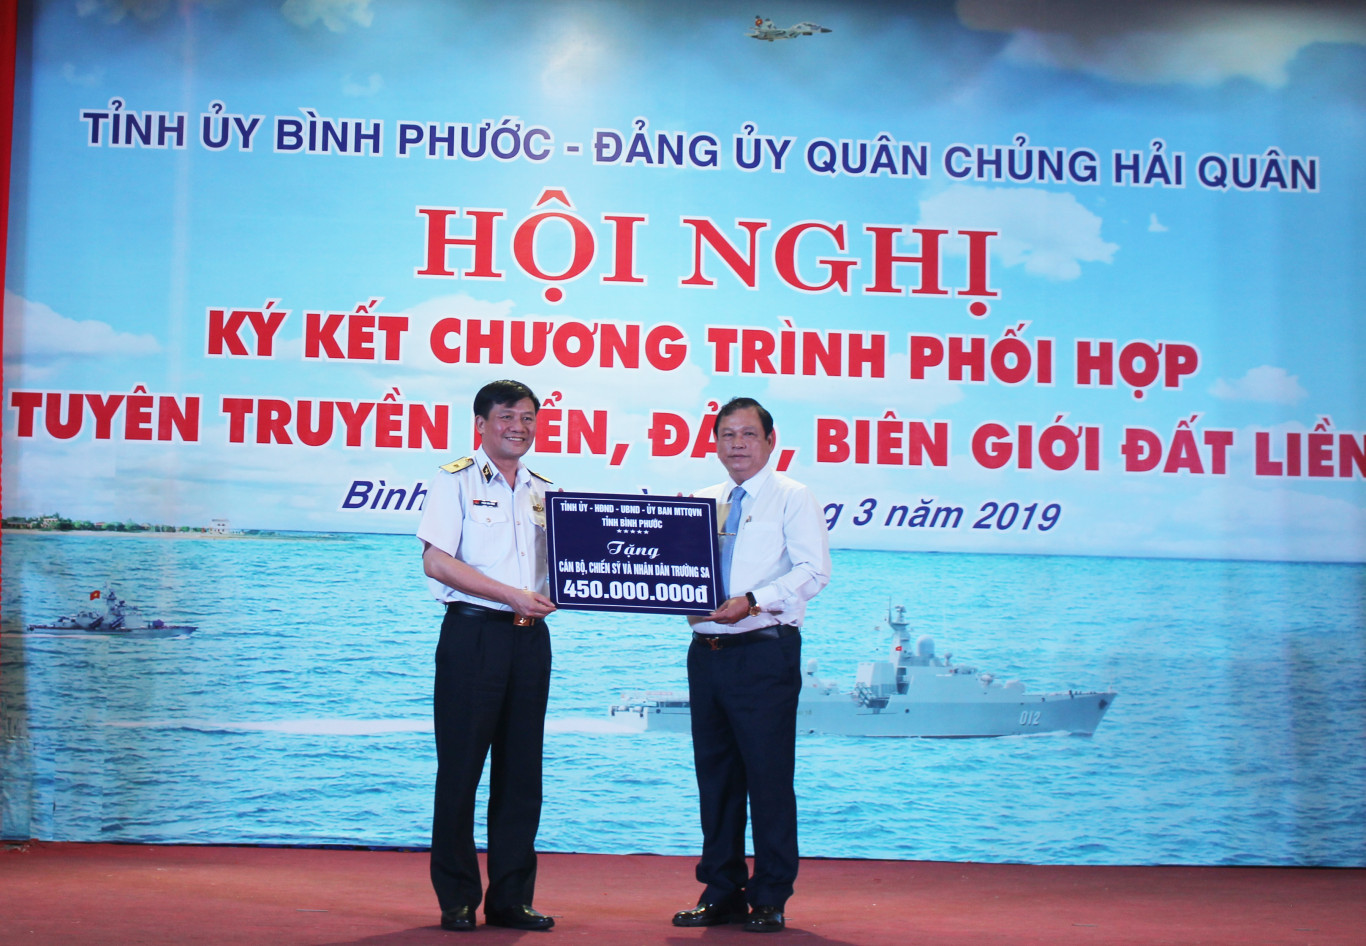 TỈNH ỦY BÌNH PHƯỚC - ĐẢNG ỦY QUÂN CHỦNG HẢI QUÂN
HỘI NGHỊ
KÝ KẾT CHƯƠNG TRÌNH PHỐI HỢP
TUYÊN TRUYỀN BIÊN GIỚI ĐẤT LIỀN
Bình 3 năm 2019
TỈNH ỦY - HĐND - UBND - ỦY BAN MTTQVN
TỈNH BÌNH PHƯỚC
*****
Tặng
CÁN BỘ, CHIẾN SỸ VÀ NHÂN DÂN TRƯỜNG SA
450.000.000đ
012